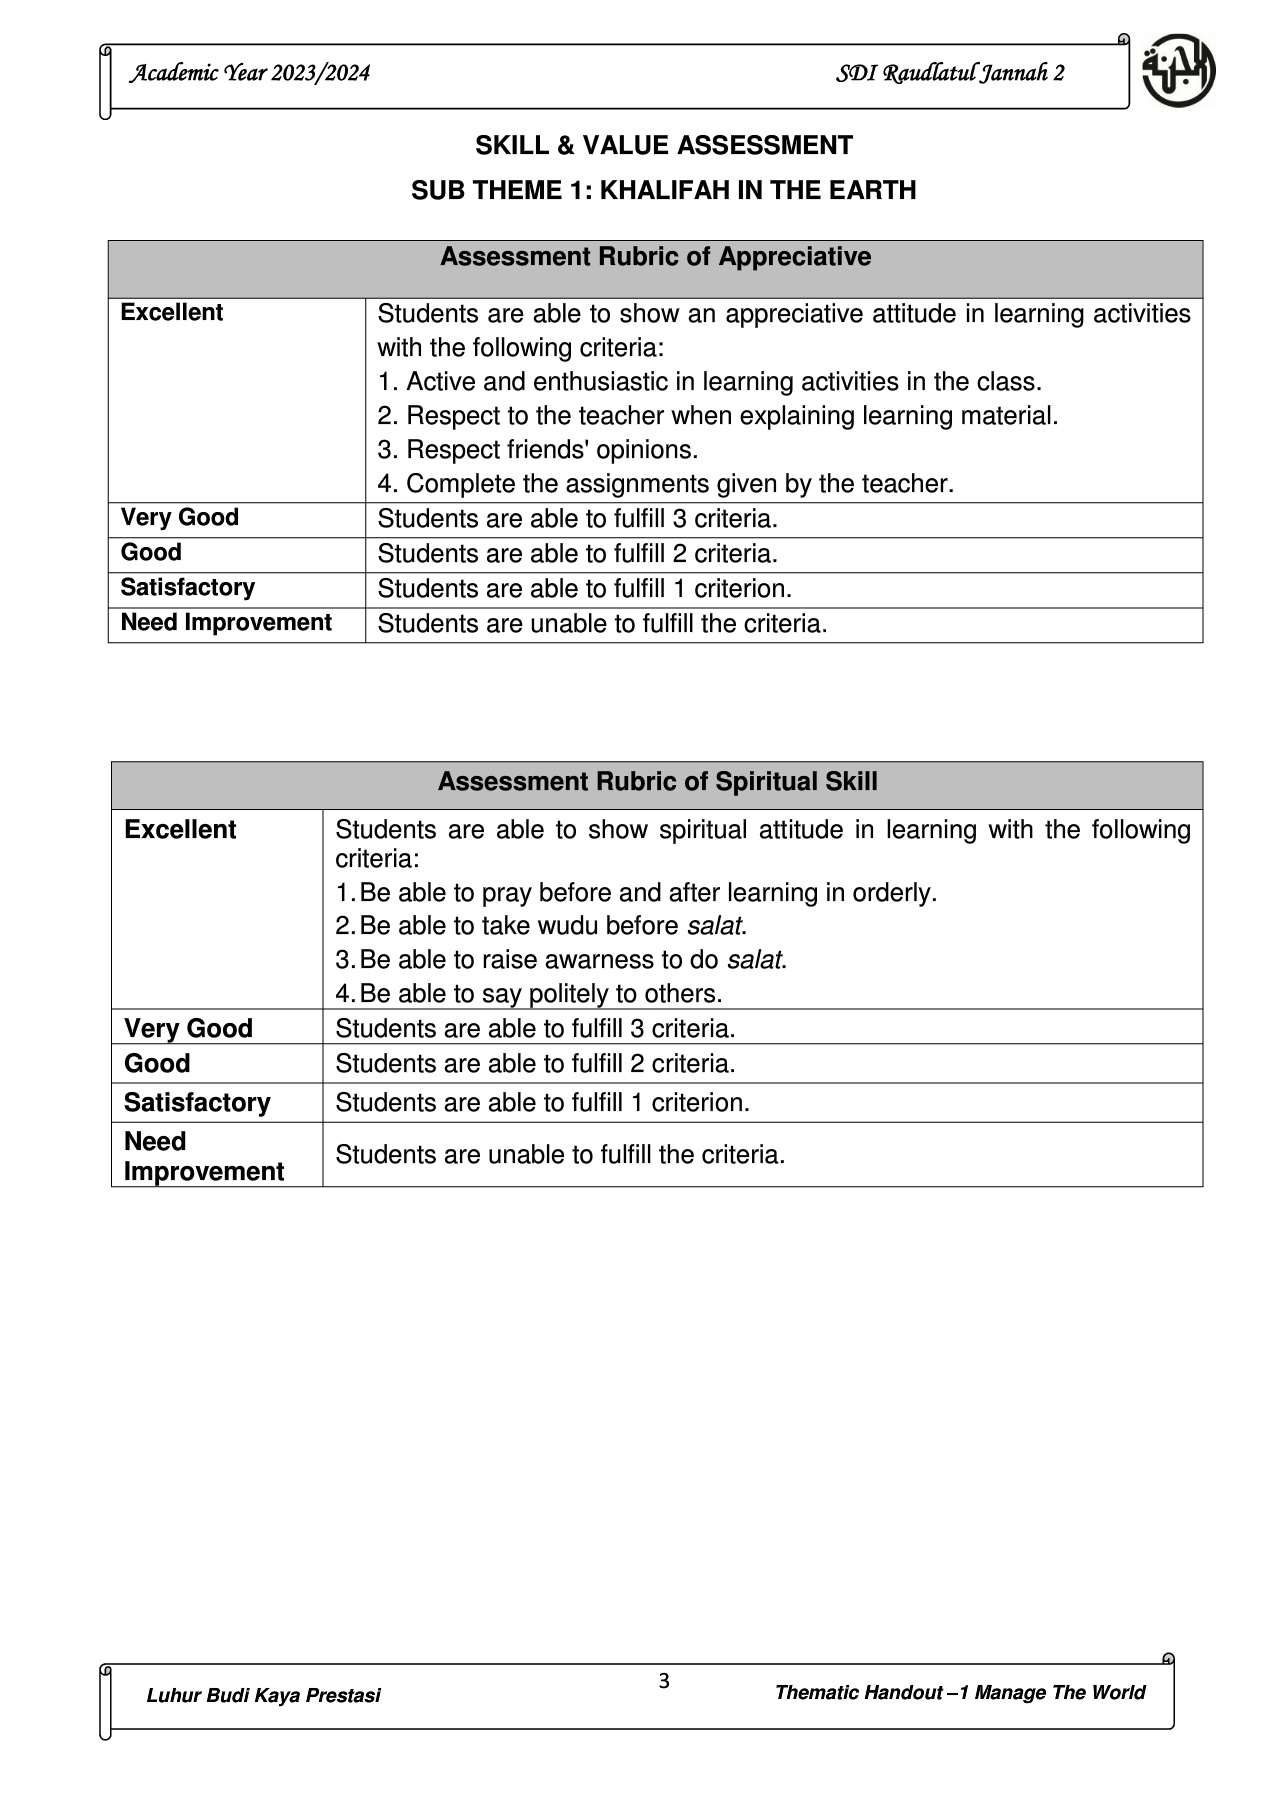 Academic Year 2023/2024 SDI Raudlatul Jannah 2
SKILL & VALUE ASSESSMENT
SUB THEME 1: KHALIFAH IN THE EARTH
Assessment Rubric of Appreciative
Excellent Students are able to show an appreciative attitude in learning activities
with the following criteria:
1. Active and enthusiastic in learning activities in the class.
2. Respect to the teacher when explaining learning material.
3. Respect friends' opinions.
4. Complete the assignments given by the teacher.
Very Good Students are able to fulfill 3 criteria.
Good Students are able to fulfill 2 criteria.
Satisfactory Students are able to fulfill 1 criterion.
Need Improvement Students are unable to fulfill the criteria.
Assessment Rubric of Spiritual Skill
Excellent Students are able to show spiritual attitude in learning with the following
criteria:
1. Be able to pray before and after learning in orderly.
2. Be able to take wudu before salat.
3. Be able to raise awarness to do salat.
4. Be able to say politely to others.
Very Good Students are able to fulfill 3 criteria.
Good Students are able to fulfill 2 criteria.
Satisfactory Students are able to fulfill 1 criterion.
Need
Improvement Students are unable to fulfill the criteria.
Luhur Budi Kaya Prestasi 3 Thematic Handout –1 Manage The World